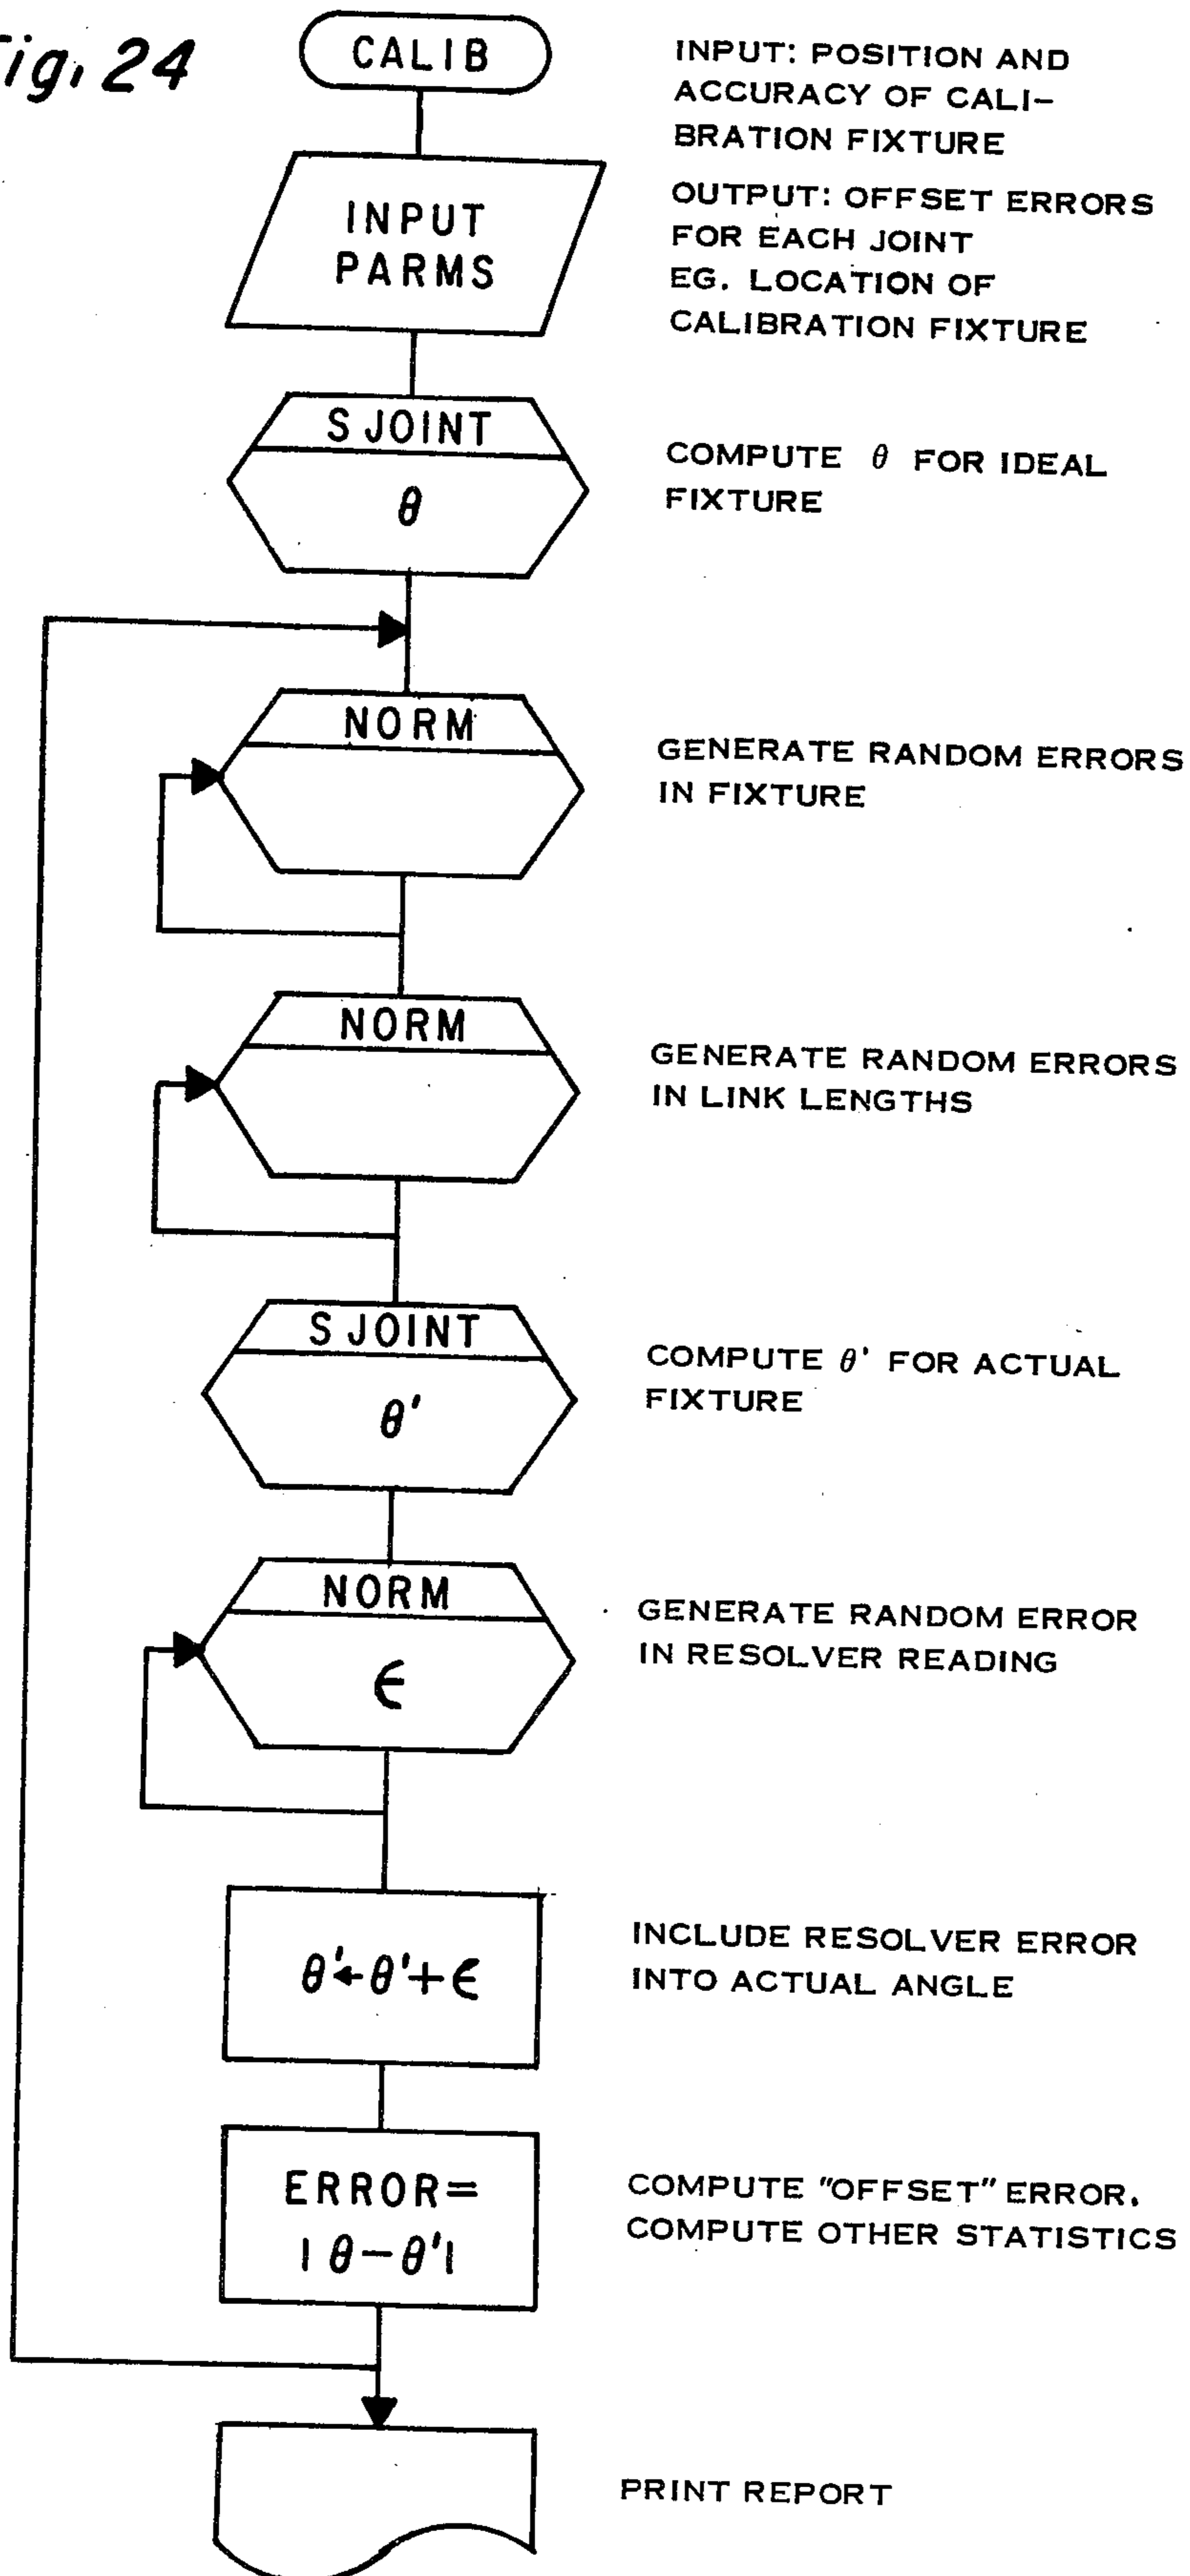 Fig. 24
CALIB
INPUT: POSITION AND
ACCURACY OF CALI-
BRATION FIXTURE
INPUT
PARMS
OUTPUT: OFFSET ERRORS
FOR EACH JOINT
EG. LOCATION OF
CALIBRATION FIXTURE
SJOINT
θ
COMPUTE θ FOR IDEAL
FIXTURE
NORM
GENERATE RANDOM ERRORS
IN FIXTURE
NORM
GENERATE RANDOM ERRORS
IN LINK LENGTHS
SJOINT
θ'
COMPUTE θ' FOR ACTUAL
FIXTURE
NORM
ϵ
GENERATE RANDOM ERROR
IN RESOLVER READING
θ'←θ'+ϵ
INCLUDE RESOLVER ERROR
INTO ACTUAL ANGLE
ERROR=
|θ-θ'|
COMPUTE "OFFSET" ERROR.
COMPUTE OTHER STATISTICS
PRINT REPORT